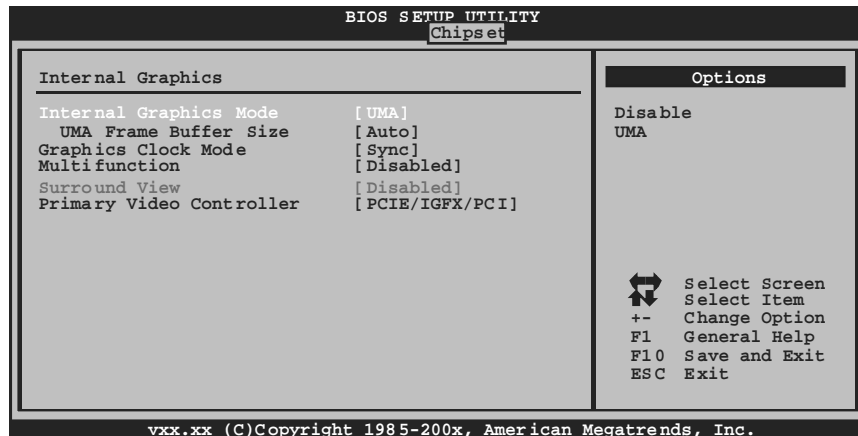 BIOS SETUP UTILITY
Chipset
Internal Graphics
Internal Graphics Mode [UMA]
UMA Frame Buffer Size [Auto]
Graphics Clock Mode [Sync]
Multifunction [Disabled]
Surround View [Disabled]
Primary Video Controller [PCIE/IGFX/PCI]
Options
Disable
UMA
Select Screen
Select Item
+- Change Option
F1 General Help
F10 Save and Exit
ESC Exit
vxx.xx (C)Copyright 1985-200x, American Megatrends, Inc.